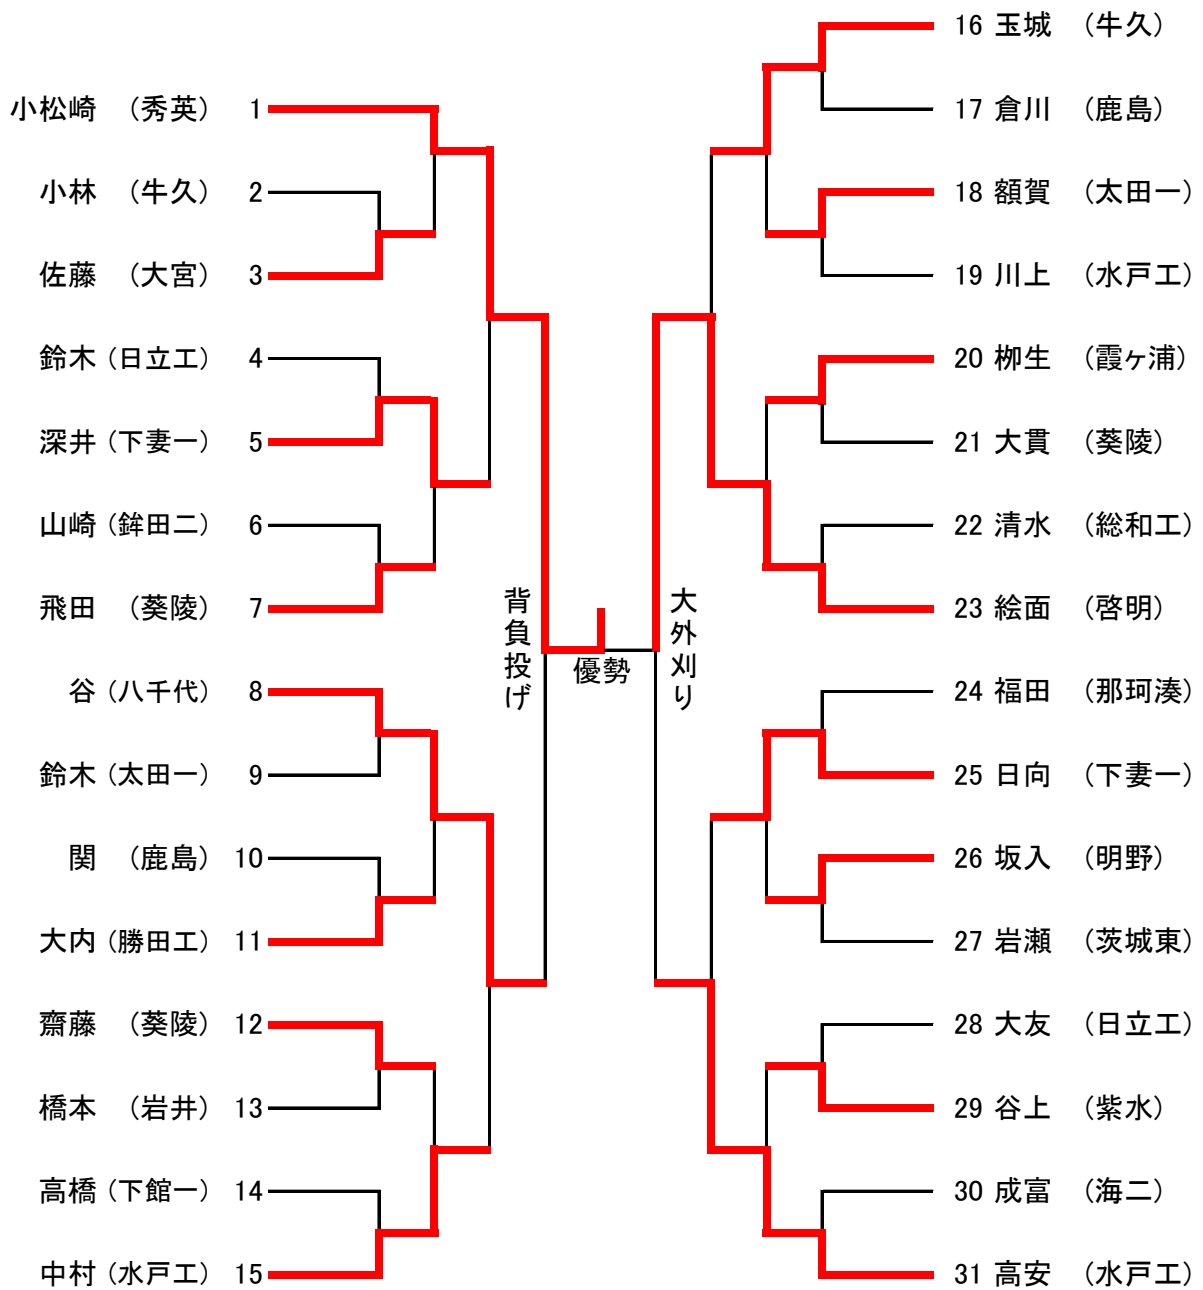 小松崎 （秀英） 1
小林 （牛久） 2
佐藤 （大宮） 3
鈴木 （日立工） 4
深井 （下妻一） 5
山崎 （鉾田二） 6
飛田 （葵陵） 7
谷 （八千代） 8
鈴木 （太田一） 9
関 （鹿島） 10
大内 （勝田工） 11
齋藤 （葵陵） 12
橋本 （岩井） 13
高橋 （下館一） 14
中村 （水戸工） 15
背負投げ
優勢
大外刈り
16 玉城 （牛久）
17 倉川 （鹿島）
18 額賀 （太田一）
19 川上 （水戸工）
20 栁生 （霞ヶ浦）
21 大貫 （葵陵）
22 清水 （総和工）
23 絵面 （啓明）
24 福田 （那珂湊）
25 日向 （下妻一）
26 坂入 （明野）
27 岩瀬 （茨城東）
28 大友 （日立工）
29 谷上 （紫水）
30 成富 （海二）
31 高安 （水戸工）